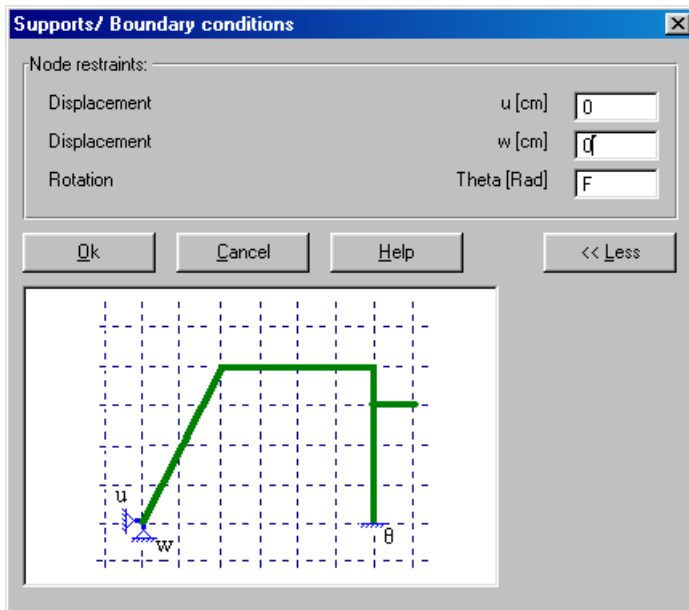 Supports/ Boundary conditions
Node restraints:
Displacement u [cm] 0
Displacement w [cm] 0
Rotation Theta [Rad] F
Ok Cancel Help << Less
u
w θ